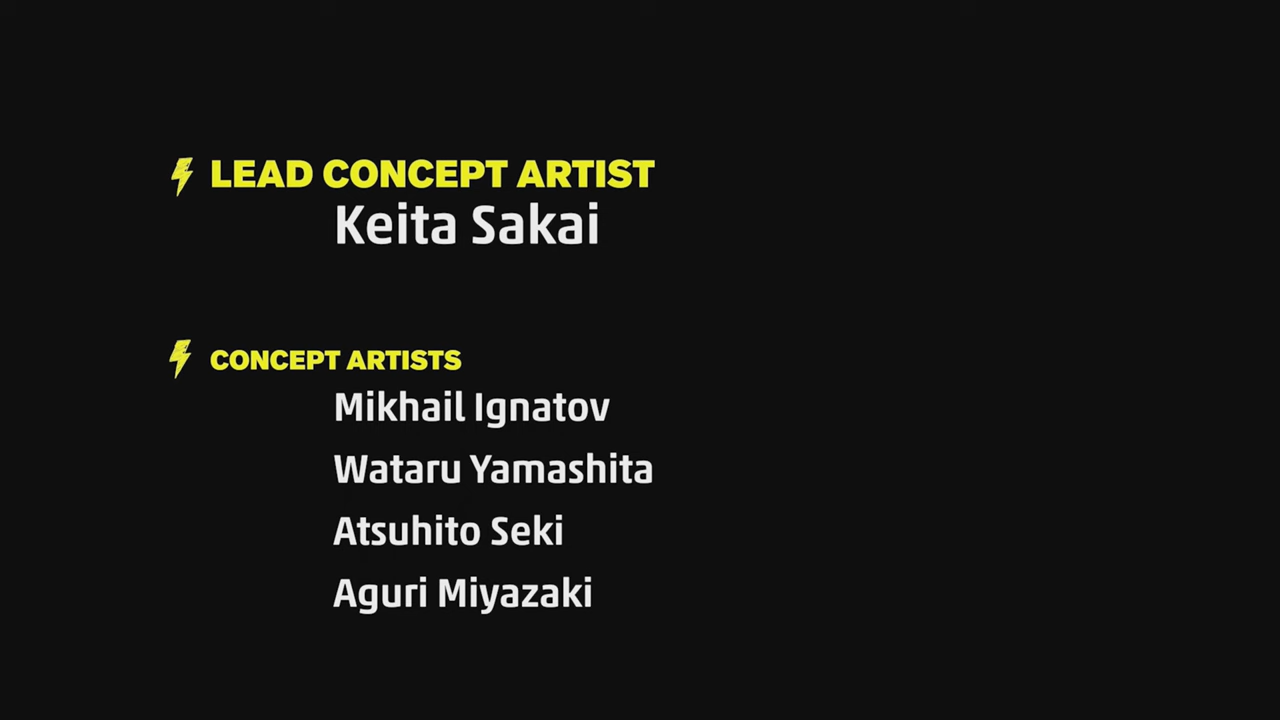 LEAD CONCEPT ARTIST
Keita Sakai
CONCEPT ARTISTS
Mikhail Ignatov
Wataru Yamashita
Atsuhito Seki
Aguri Miyazaki